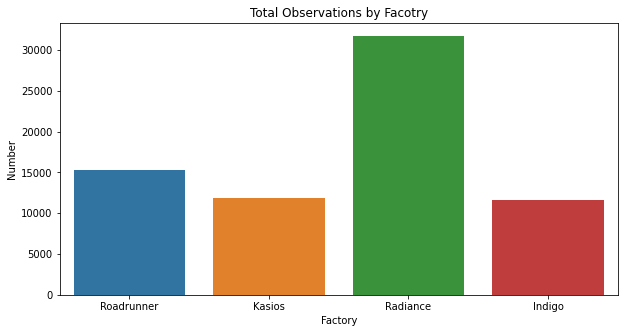 Total Observations by Facotry
Number
30000
25000
20000
15000
10000
5000
0
Roadrunner Kasios Radiance Indigo
Factory